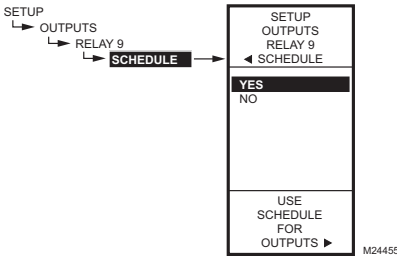 SETUP
OUTPUTS
RELAY 9
SCHEDULE
SETUP
OUTPUTS
RELAY 9
◀ SCHEDULE
YES
NO
USE
SCHEDULE
FOR
OUTPUTS ▶
M24455